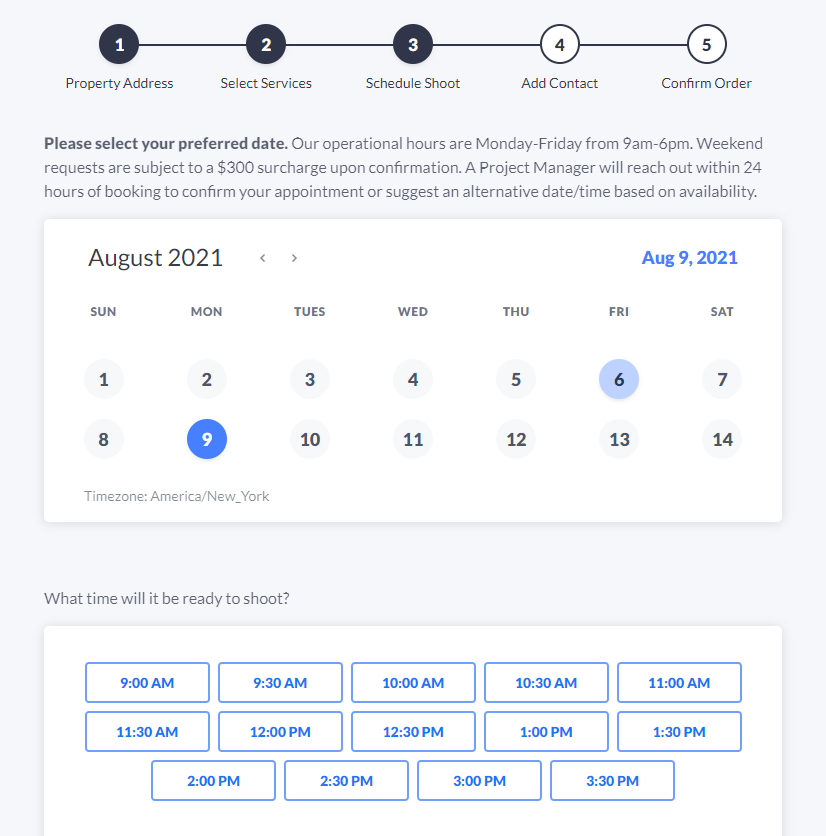 1 2 3 4 5
Property Address Select Services Schedule Shoot Add Contact Confirm Order
Please select your preferred date. Our operational hours are Monday-Friday from 9am-6pm. Weekend
requests are subject to a $300 surcharge upon confirmation. A Project Manager will reach out within 24
hours of booking to confirm your appointment or suggest an alternative date/time based on availability.
August 2021 < > Aug 9, 2021
SUN MON TUES WED THU FRI SAT
1 2 3 4 5 6 7
8 9 10 11 12 13 14
Timezone: America/New_York
What time will it be ready to shoot?
9:00 AM 9:30 AM 10:00 AM 10:30 AM 11:00 AM
11:30 AM 12:00 PM 12:30 PM 1:00 PM 1:30 PM
2:00 PM 2:30 PM 3:00 PM 3:30 PM